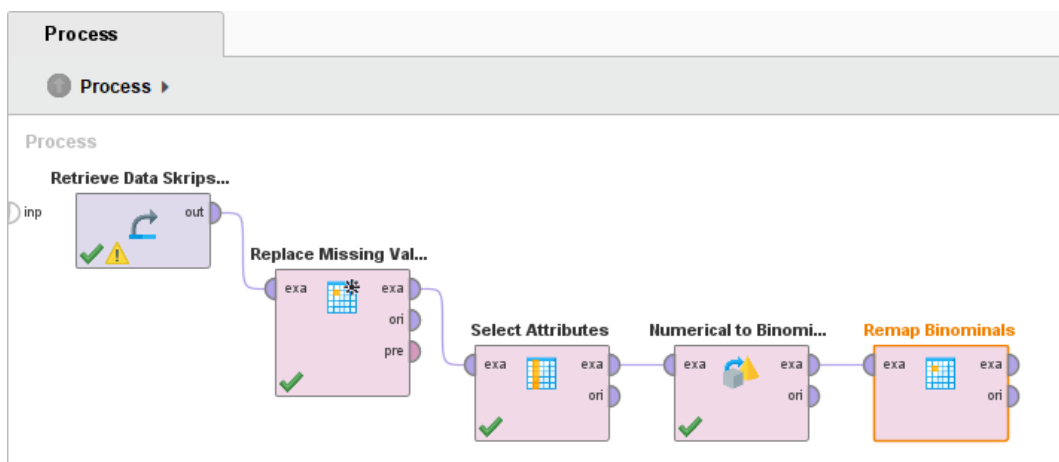 Process
Process
Process
Retrieve Data Skrips...
inp
out
Replace Missing Val...
exa
exa
ori
pre
Select Attributes
exa
exa
ori
Numerical to Binomi...
exa
exa
ori
Remap Binominals
exa
exa
ori